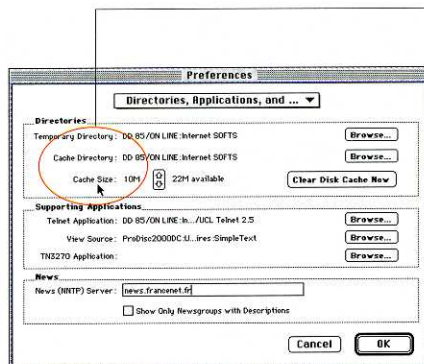 Preferences
Directories, Applications, and ... ▼
Directories
Temporary Directory: DD 85/ON LINE:Internet SOFTS Browse...
Cache Directory: DD 85/ON LINE:Internet SOFTS Browse...
Cache Size: 10M 22M available Clear Disk Cache Now
Supporting Applications
Telnet Application: DD 85/ON LINE:In.../UCL Telnet 2.5 Browse...
View Source: ProDisc2000DC:U...ires:SimpleText Browse...
TN3270 Application: Browse...
News
News (NNTP) Server: news.francenet.fr
Show Only Newsgroups with Descriptions
Cancel OK